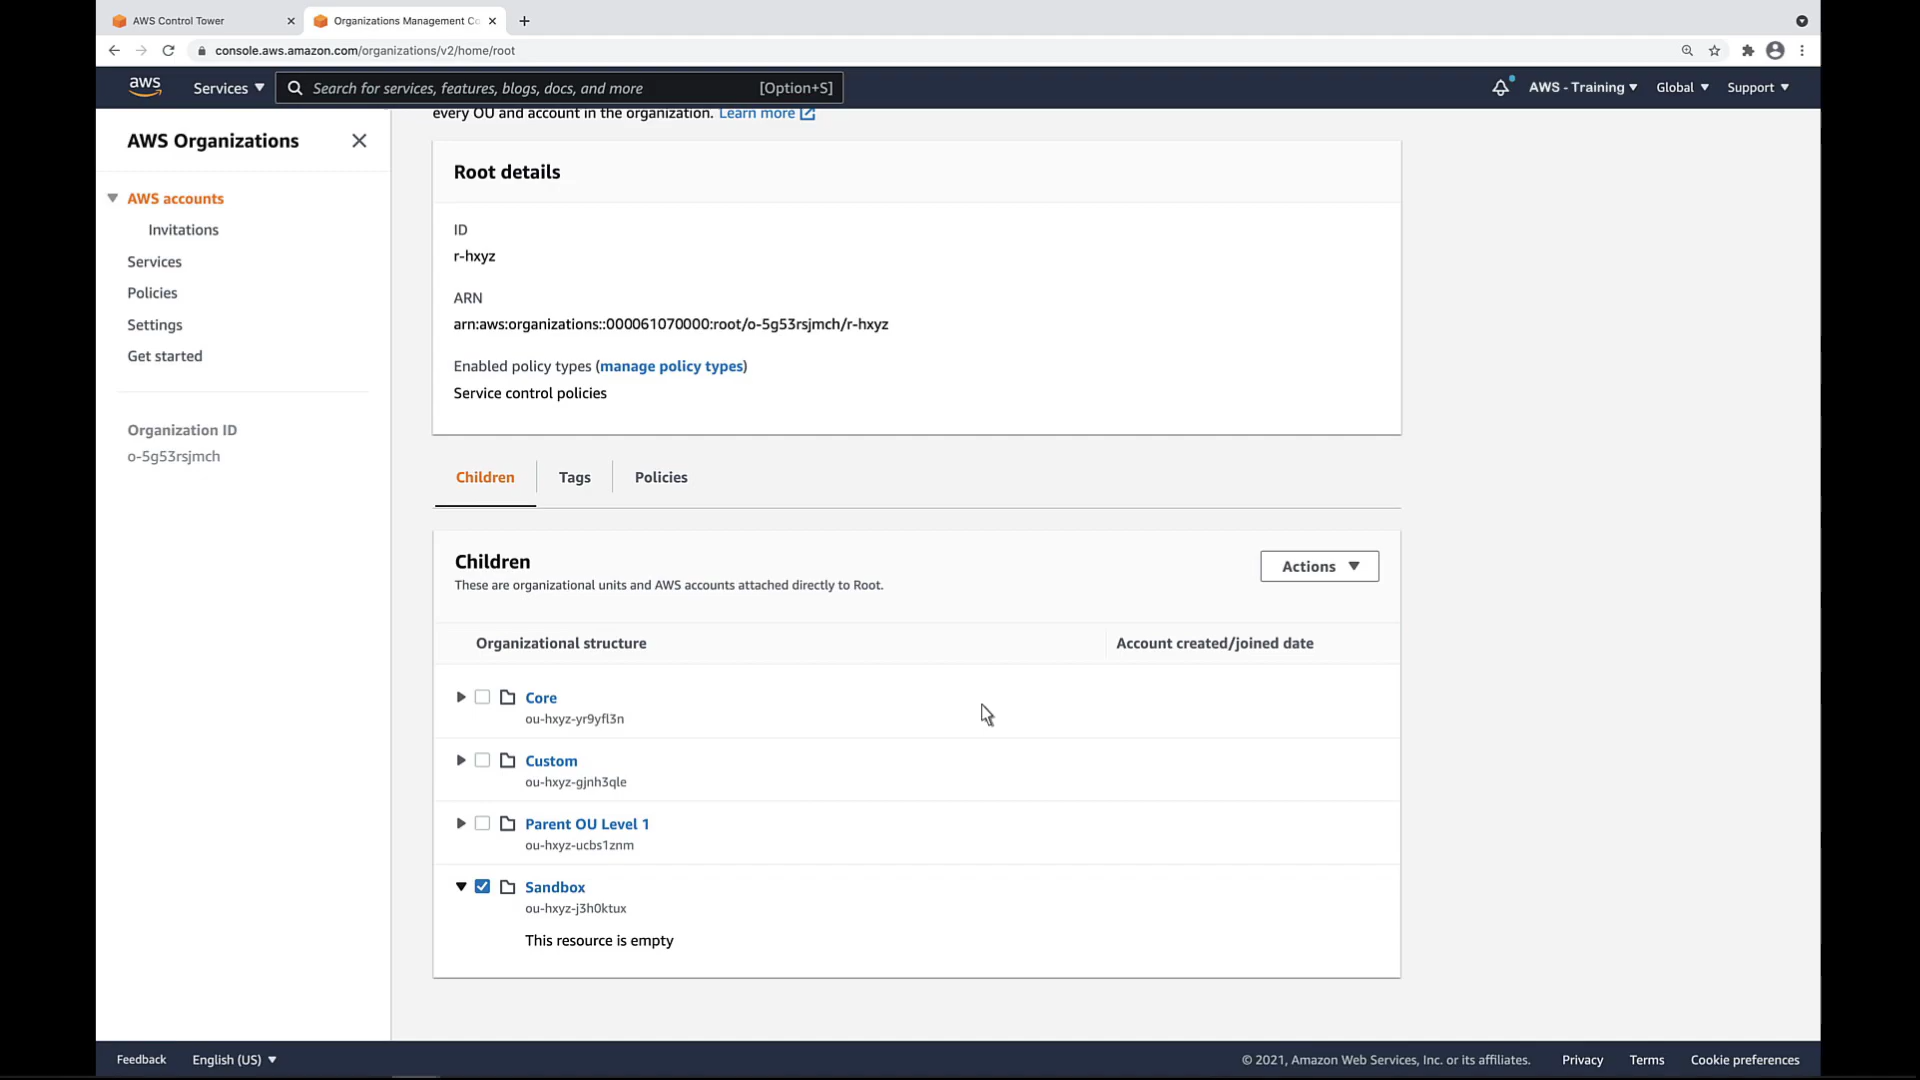 AWS Control Tower
Organizations Management Co
console.aws.amazon.com/organizations/v2/home/root
aws
Services
Search for services, features, blogs, docs, and more
[Option+S]
AWS - Training
Global
Support
AWS Organizations
AWS accounts
Invitations
Services
Policies
Settings
Get started
Organization ID
o-5g53rsjmch
every OU and account in the organization. Learn more
Root details
ID
r-hxyz
ARN
arn:aws:organizations::000061070000:root/o-5g53rsjmch/r-hxyz
Enabled policy types (manage policy types)
Service control policies
Children
Tags
Policies
Children
Actions
These are organizational units and AWS accounts attached directly to Root.
Organizational structure
Account created/joined date
Core
ou-hxyz-yr9yfl3n
Custom
ou-hxyz-gjnh3qle
Parent OU Level 1
ou-hxyz-ucbs1znm
Sandbox
ou-hxyz-j3h0ktux
This resource is empty
Feedback
English (US)
© 2021, Amazon Web Services, Inc. or its affiliates.
Privacy
Terms
Cookie preferences